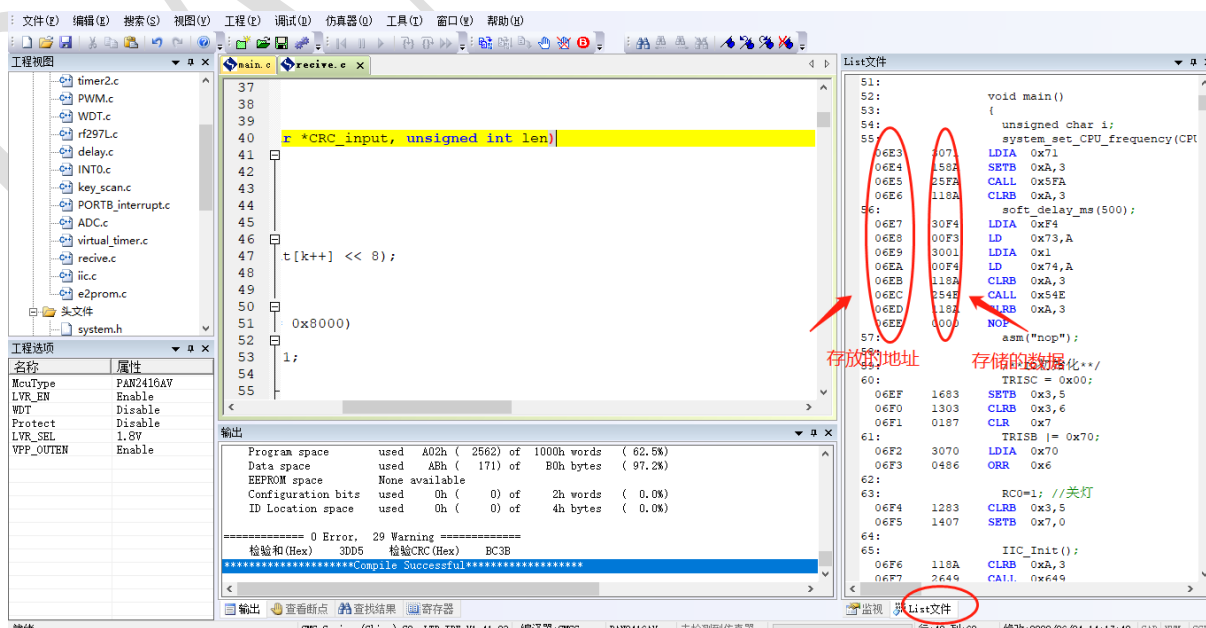 文件(F) 编辑(E) 搜索(S) 视图(V) 工程(P) 调试(D) 仿真器(O) 工具(T) 窗口(W) 帮助(H)
工程视图
timer2.c
PWM.c
WDT.c
rf297L.c
delay.c
INT0.c
key_scan.c
PORTB_interrupt.c
ADC.c
virtual_timer.c
recive.c
iic.c
e2prom.c
头文件
system.h
工程选项
名称 属性
McuType PAN2416AV
LVR_EN Enable
WDT Disable
Protect Disable
LVR_SEL 1.8V
VPP_OUTEN Enable
main.c recive.c
37
38
39
40 r *CRC_input, unsigned int len)
41
42
43
44
45
46
47 t[k++] << 8);
48
49
50
51 0x8000)
52
53 1;
54
55
输出
Program space used A02h ( 2562) of 1000h words ( 62.5%)
Data space used ABh ( 171) of B0h bytes ( 97.2%)
EEPROM space None available
Configuration bits used 0h ( 0) of 2h words ( 0.0%)
ID Location space used 0h ( 0) of 4h bytes ( 0.0%)
============= 0 Error, 29 Warning =============
检验和(Hex) 3DD5 检验CRC(Hex) BC3B
*********************Compile Successful*******************
输出 查看断点 查找结果 寄存器
List文件
51:
52: void main()
53: {
54: unsigned char i;
55: system_set_CPU_frequency(CPU
06E3 3071 LDIA 0x71
06E4 158A SETB 0xA,3
06E5 25FA CALL 0x5FA
06E6 118A CLRB 0xA,3
56: soft_delay_ms(500);
06E7 30F4 LDIA 0xF4
06E8 00F3 LD 0x73,A
06E9 3001 LDIA 0x1
06EA 00F4 LD 0x74,A
06EB 118A CLRB 0xA,3
06EC 254E CALL 0x54E
06ED 118A CLRB 0xA,3
06EE 0000 NOP
57: asm("nop");
存放的地址 存储的数据
60: TRISC = 0x00;
06EF 1683 SETB 0x3,5
06F0 1303 CLRB 0x3,6
06F1 0187 CLR 0x7
61: TRISB |= 0x70;
06F2 3070 LDIA 0x70
06F3 0486 ORR 0x6
62:
63: RC0=1; //关灯
06F4 1283 CLRB 0x3,5
06F5 1407 SETB 0x7,0
64:
65: IIC_Init();
06F6 118A CLRB 0xA,3
06F7 2649 CALL 0x649
监视 List文件